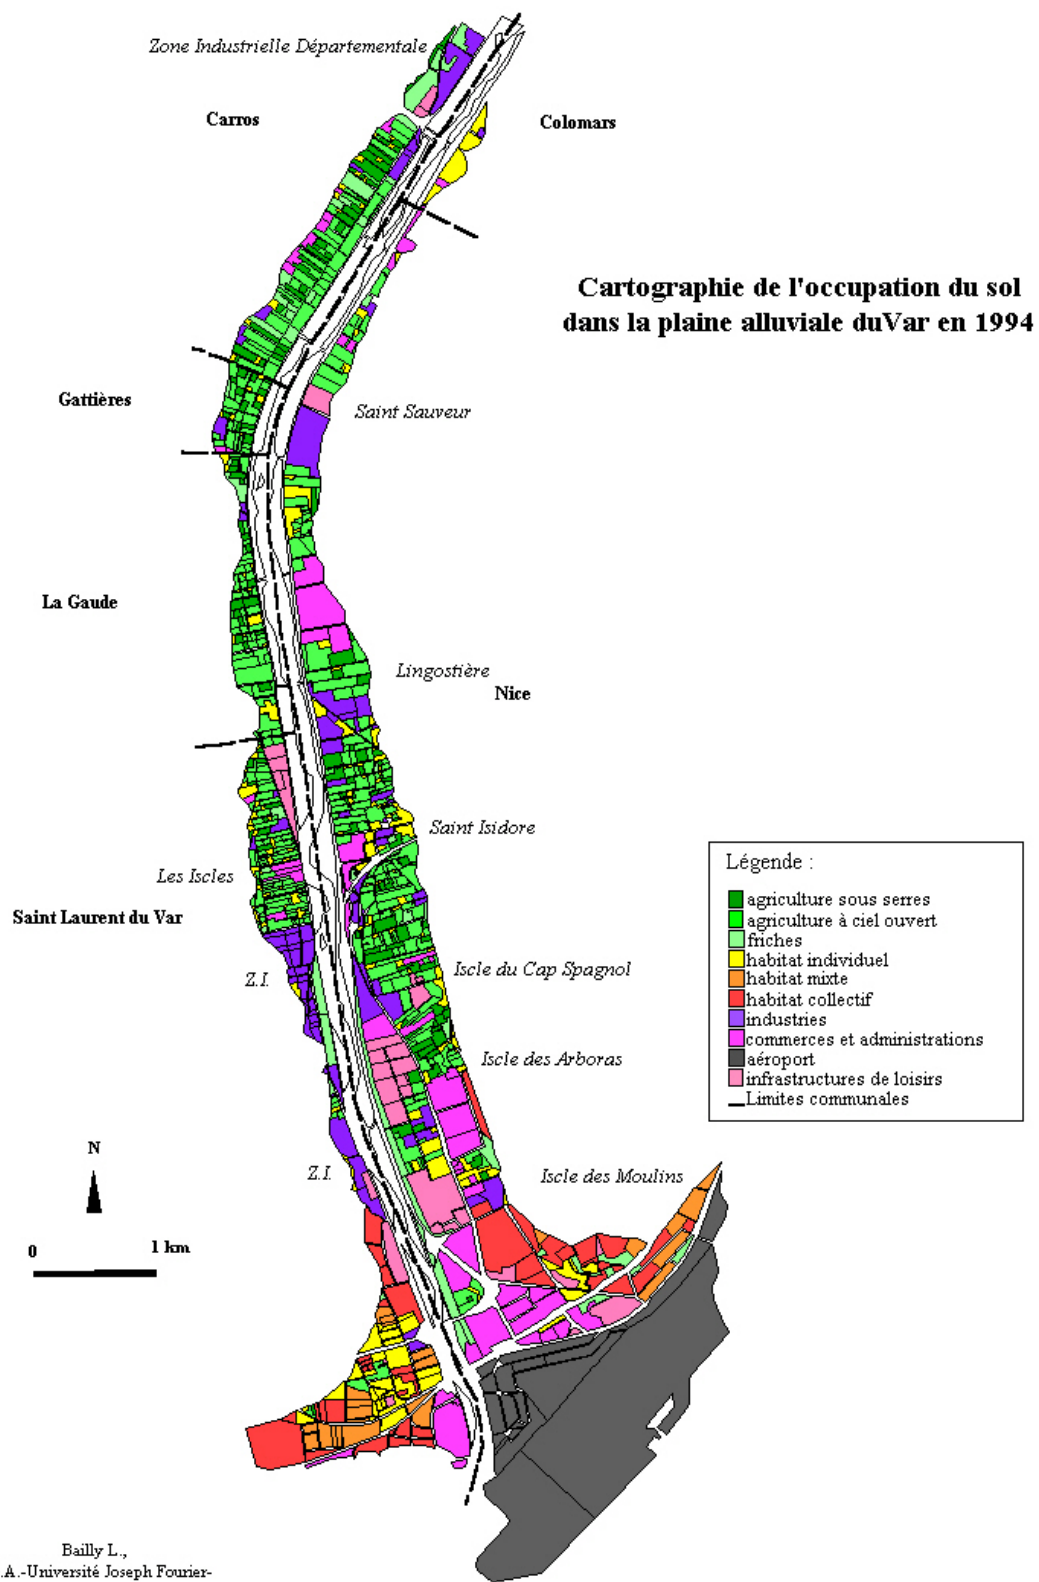 Zone Industrielle Départementale
Carros
Colomars
Cartographie de l'occupation du sol
dans la plaine alluviale duVar en 1994
Gattières
Saint Sauveur
La Gaude
Lingostière
Nice
Saint Isidore
Les Iscles
Saint Laurent du Var
Z.I.
Iscle du Cap Spagnol
Iscle des Arboras
Légende :
agriculture sous serres
agriculture à ciel ouvert
friches
habitat individuel
habitat mixte
habitat collectif
industries
commerces et administrations
aéroport
infrastructures de loisirs
Limites communales
N
Z.I.
Iscle des Moulins
0 1 km
Bailly L.,
.A.-Université Joseph Fourier-